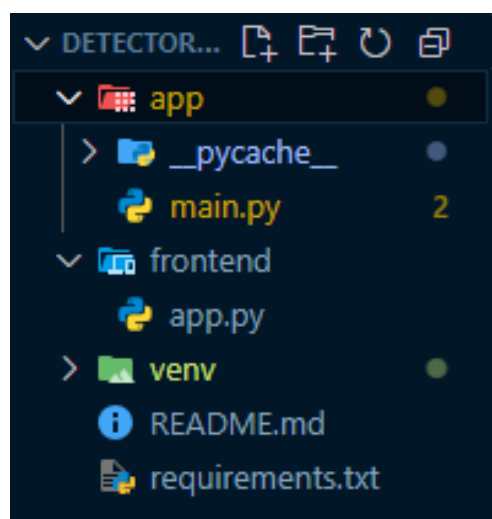 DETECTOR...
app
__pycache__
main.py 2
frontend
app.py
venv
README.md
requirements.txt